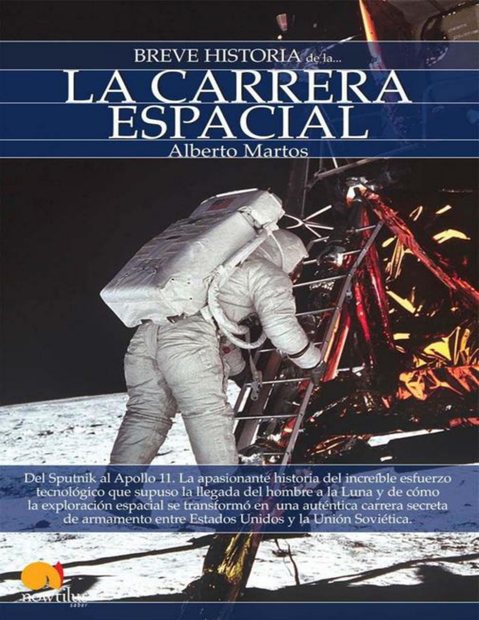 BREVE HISTORIA de la...
LA CARRERA
ESPACIAL
Alberto Martos
Del Sputnik al Apollo 11. La apasionante historia del increíble esfuerzo
tecnológico que supuso la llegada del hombre a la Luna y de cómo
la exploración espacial se transformó en una auténtica carrera secreta
de armamento entre Estados Unidos y la Unión Soviética.
nowtilus
saber